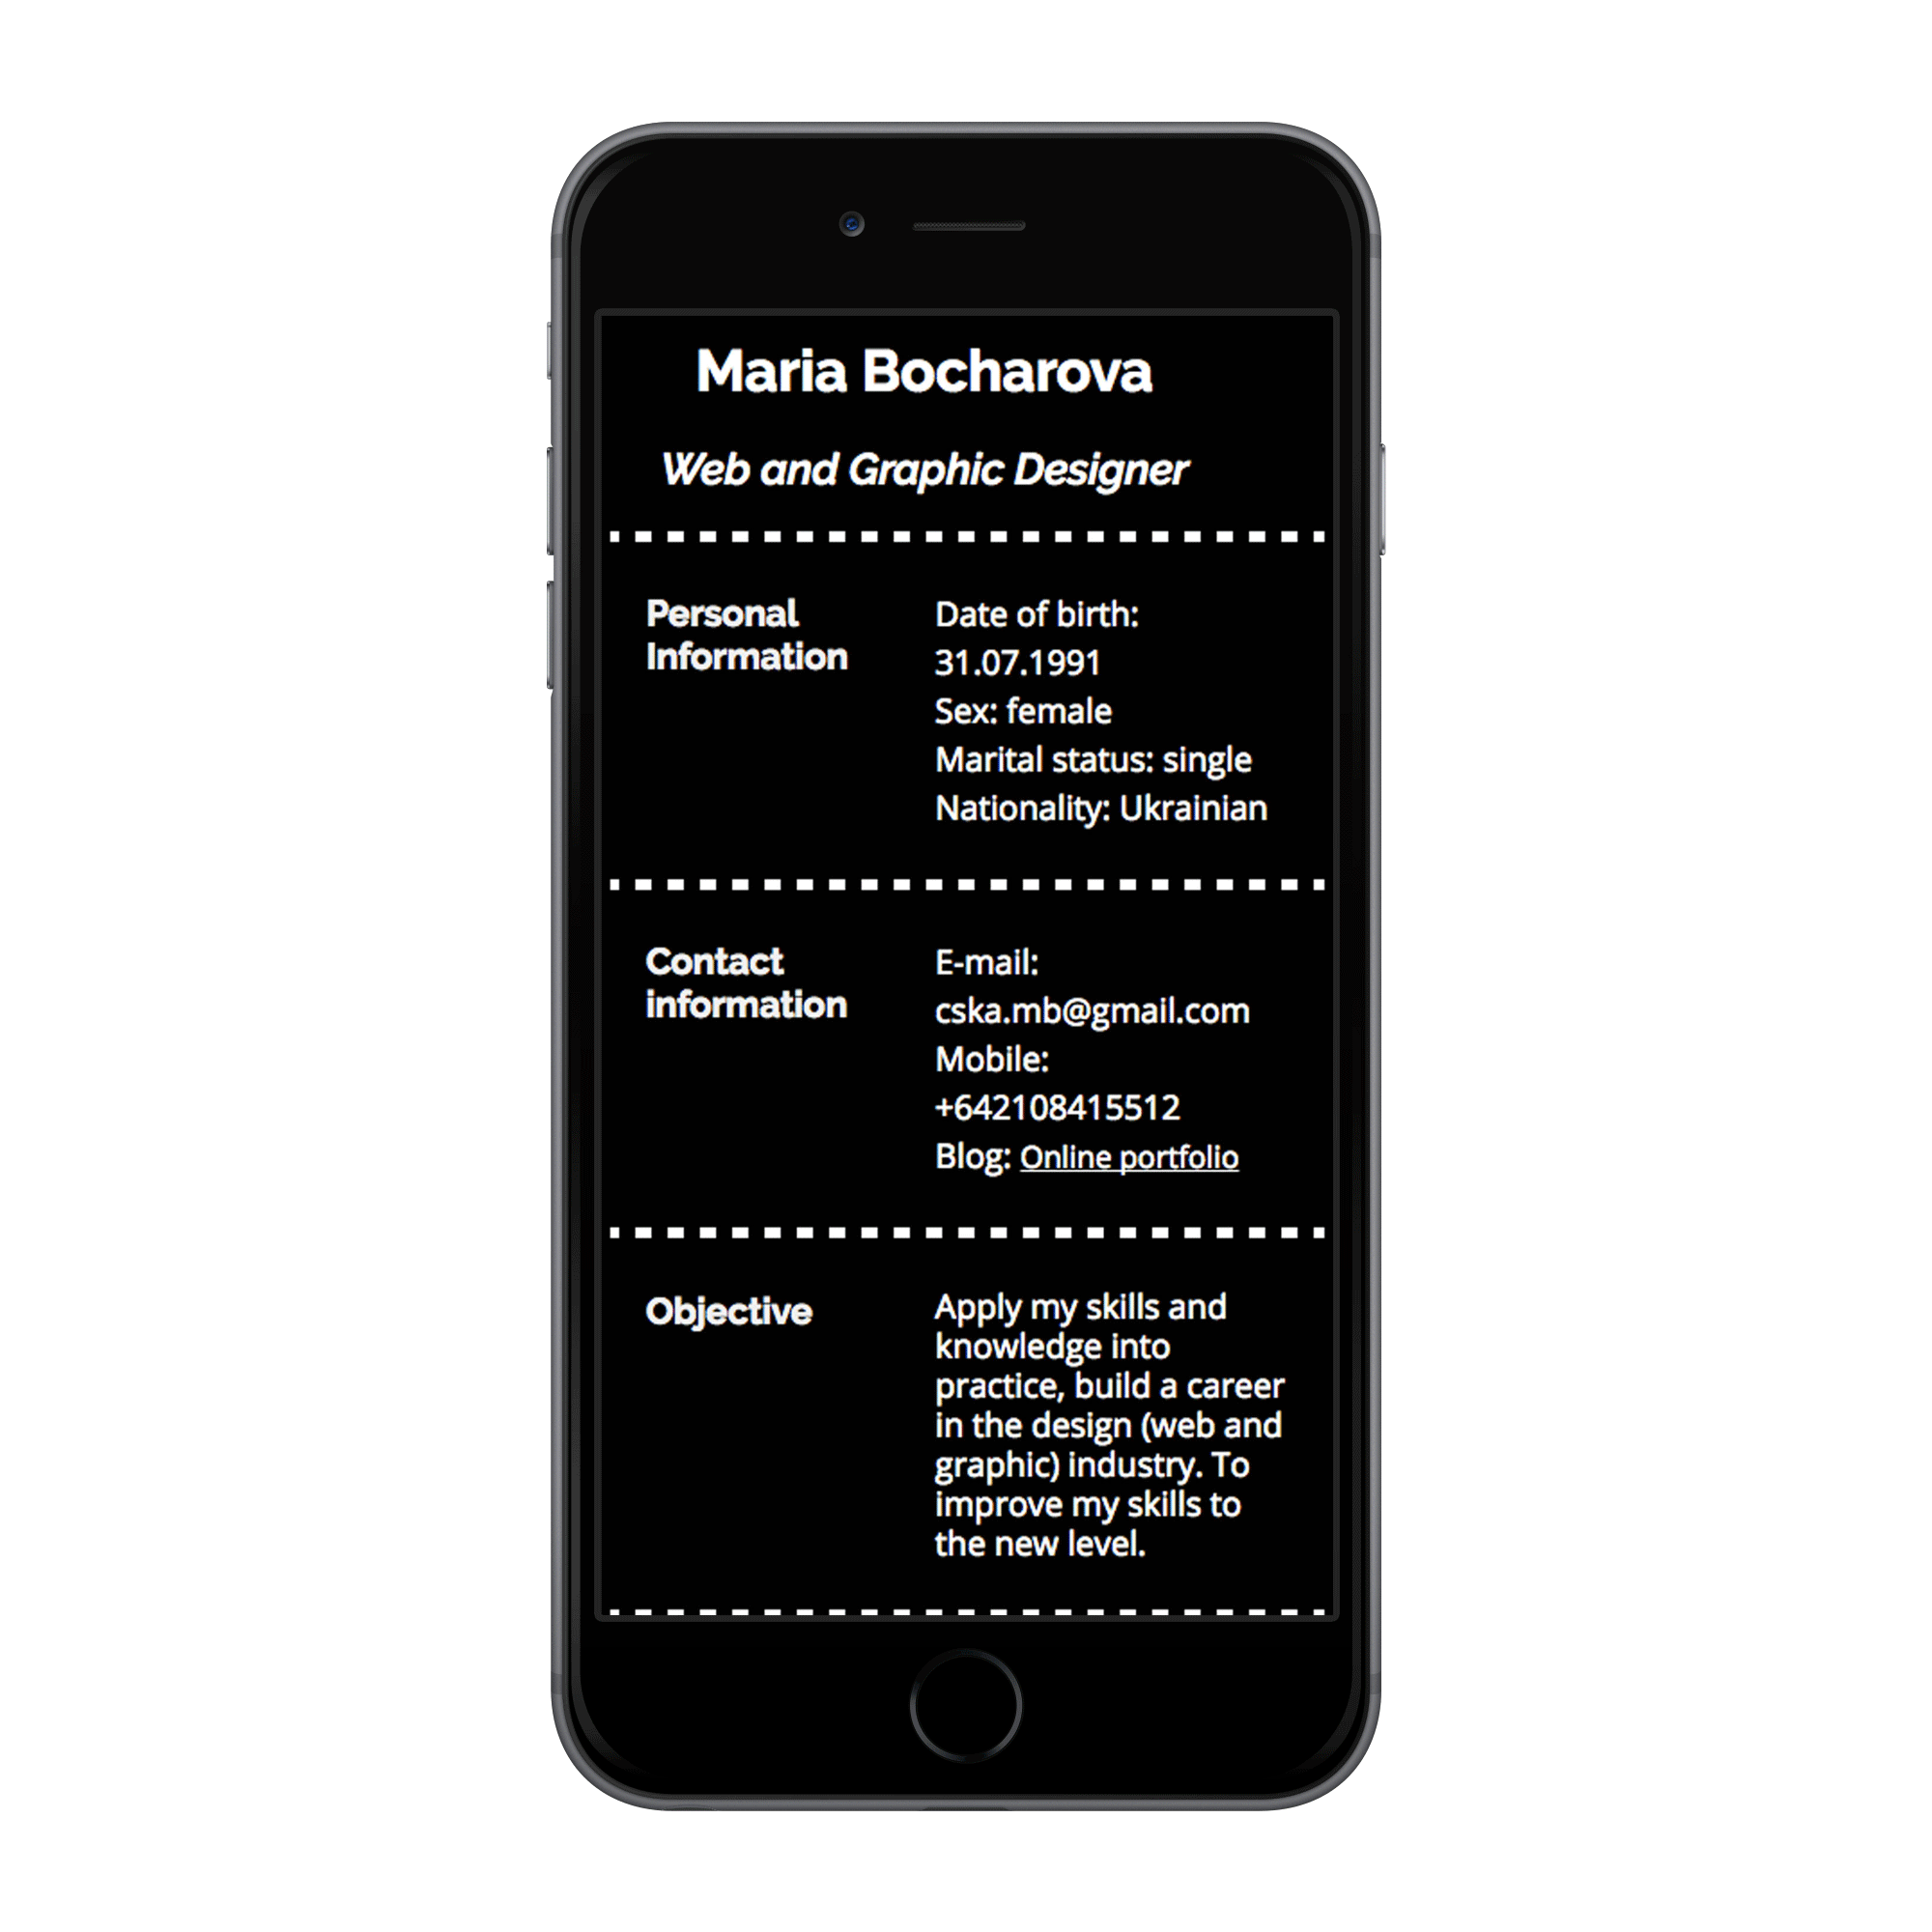 Maria Bocharova
Web and Graphic Designer
Personal
Information
Date of birth:
31.07.1991
Sex: female
Marital status: single
Nationality: Ukrainian
Contact
information
E-mail:
cska.mb@gmail.com
Mobile:
+642108415512
Blog: Online portfolio
Objective
Apply my skills and
knowledge into
practice, build a career
in the design (web and
graphic) industry. To
improve my skills to
the new level.